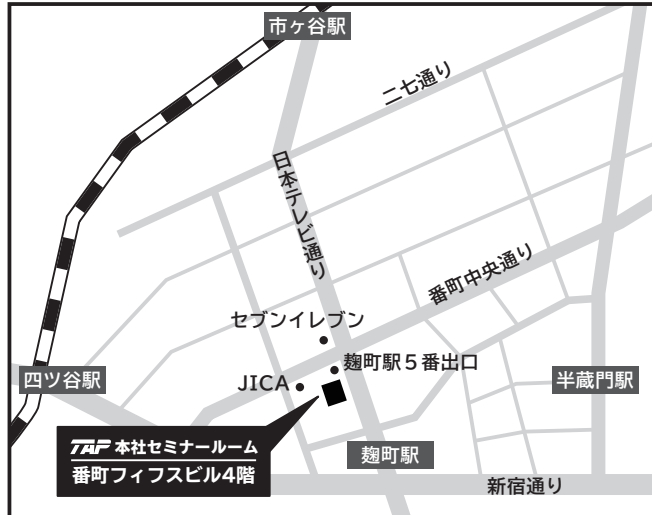 市ヶ谷駅
二七通り
日本テレビ通り
番町中央通り
セブンイレブン
麹町駅5番出口
四ツ谷駅
JICA
半蔵門駅
TAP 本社セミナールーム
番町フィフスビル4階
麹町駅
新宿通り